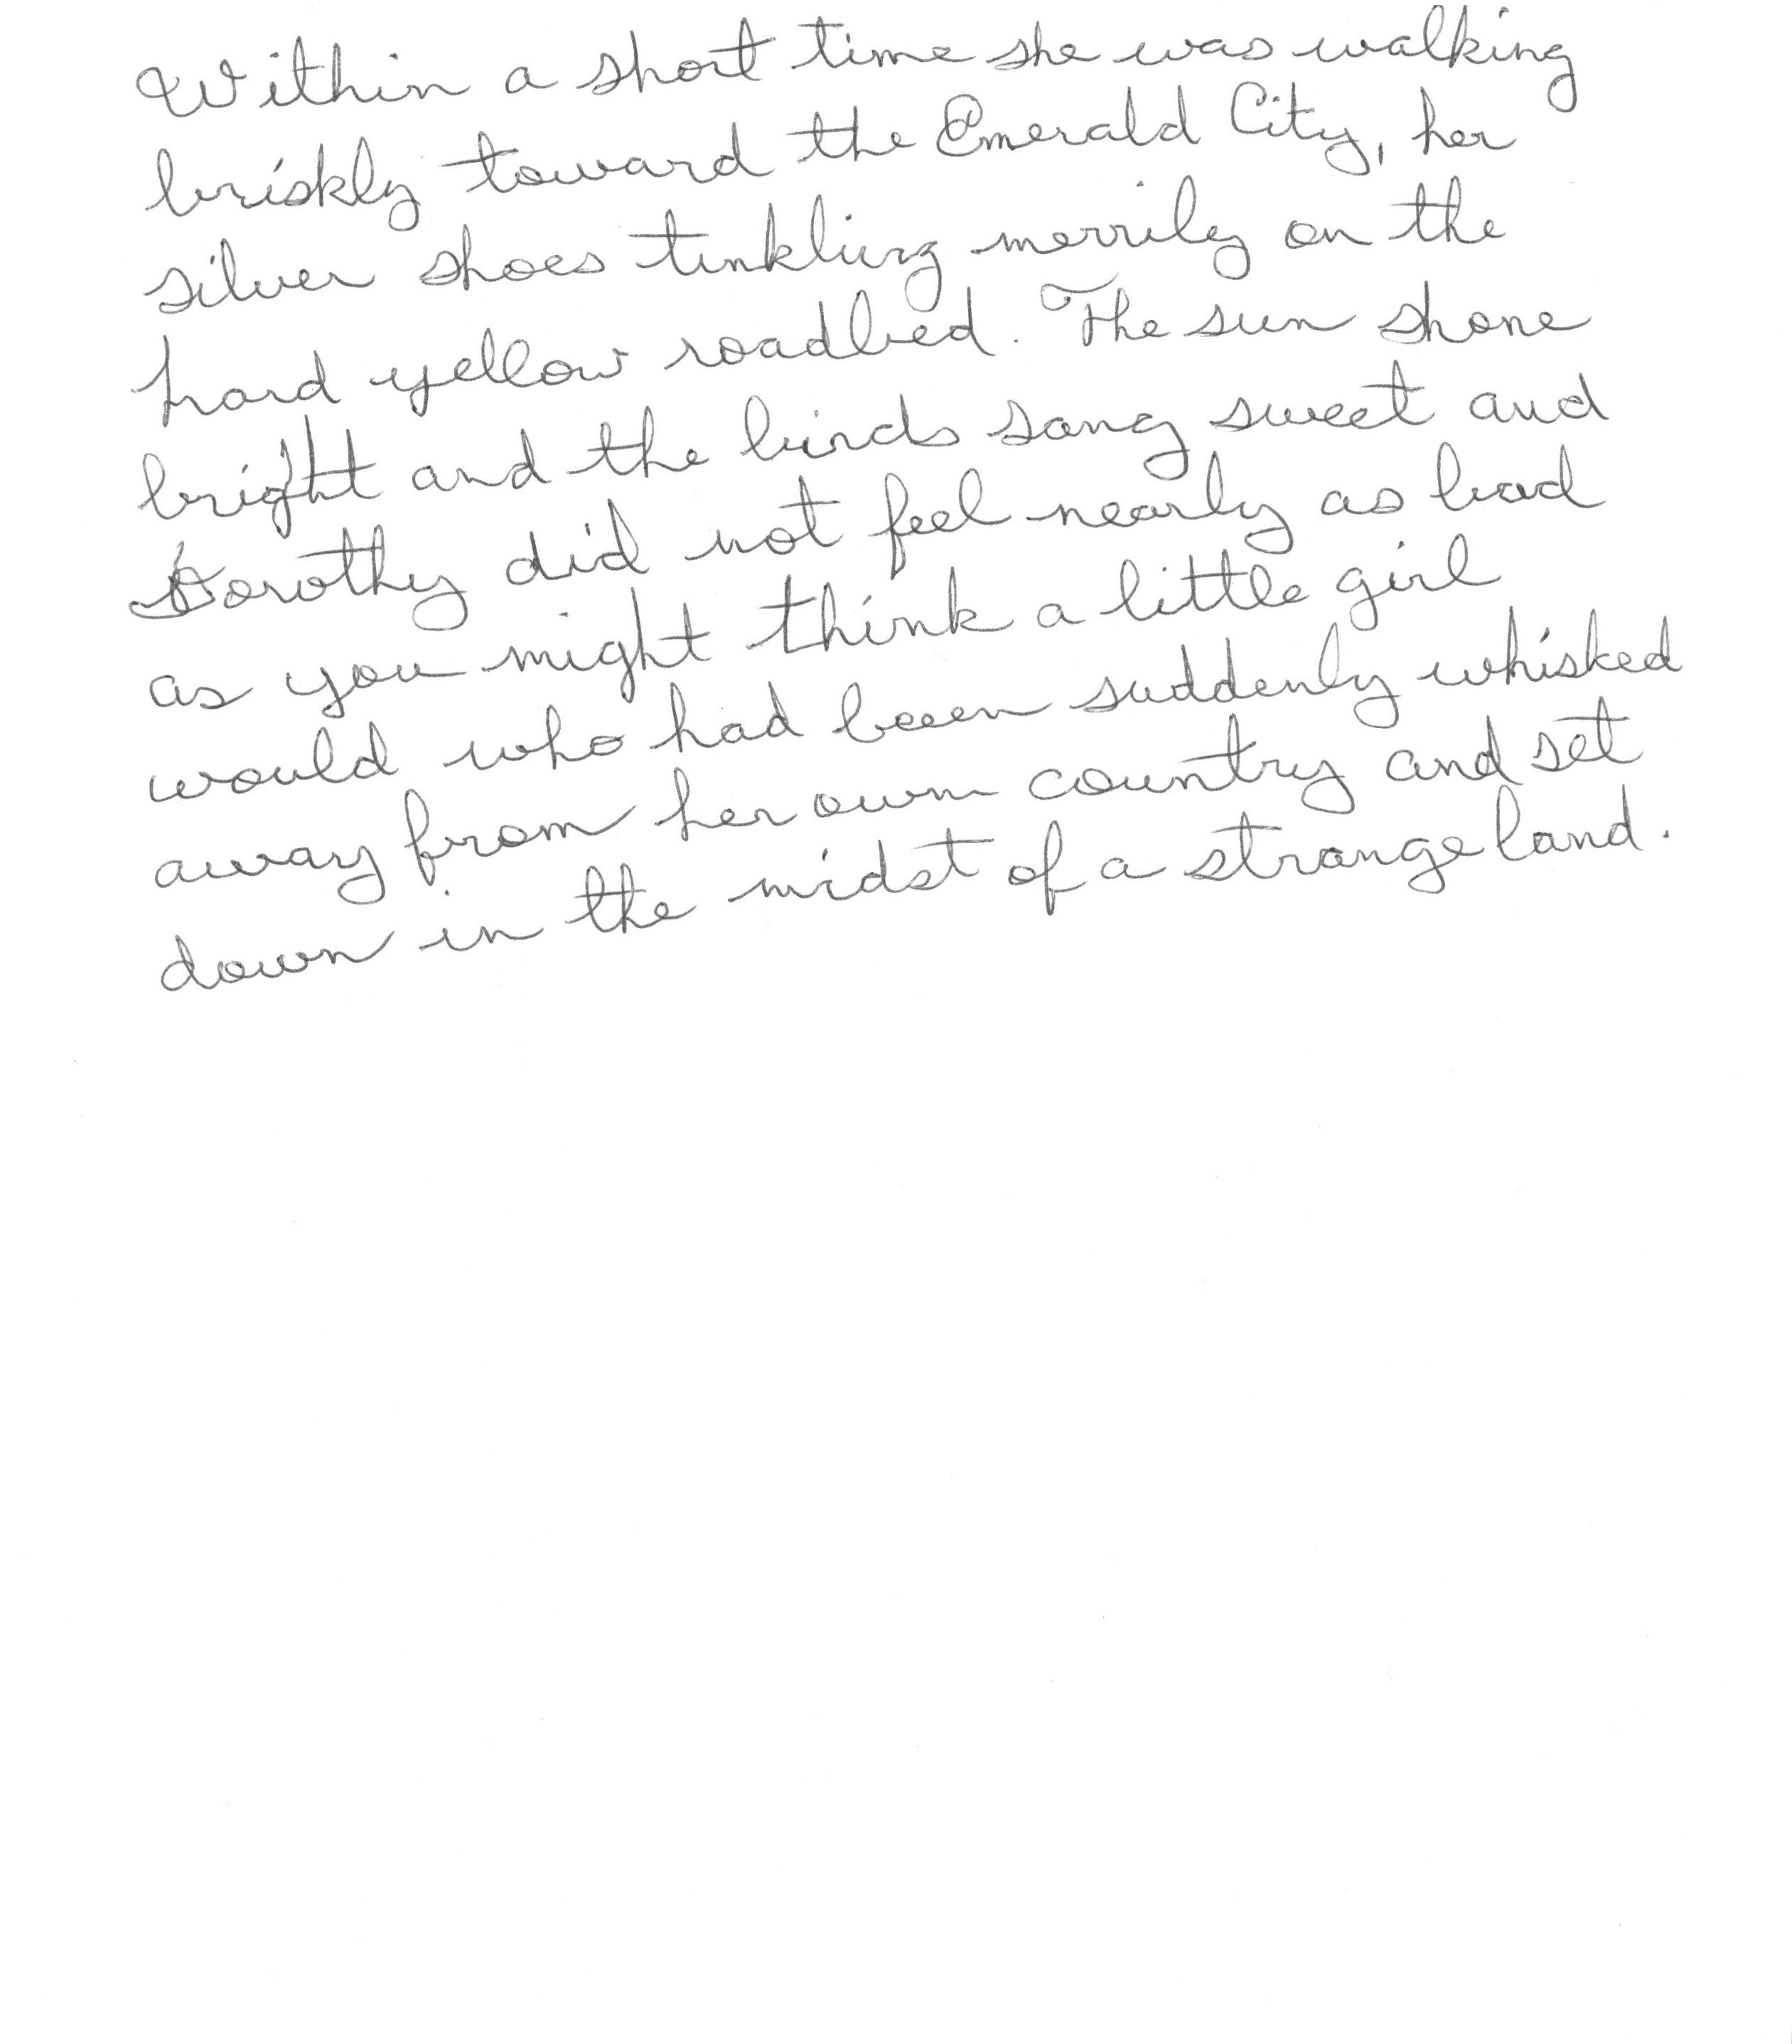 Within a short time she was walking
briskly toward the Emerald City, her
silver shoes tinkling merrily on the
hard yellow roadbed. The sun shone
bright and the birds sang sweet and
Dorothy did not feel nearly as bad
as you might think a little girl
would who had beeen suddenly whisked
away from her own country and set
down in the midst of a strange land.